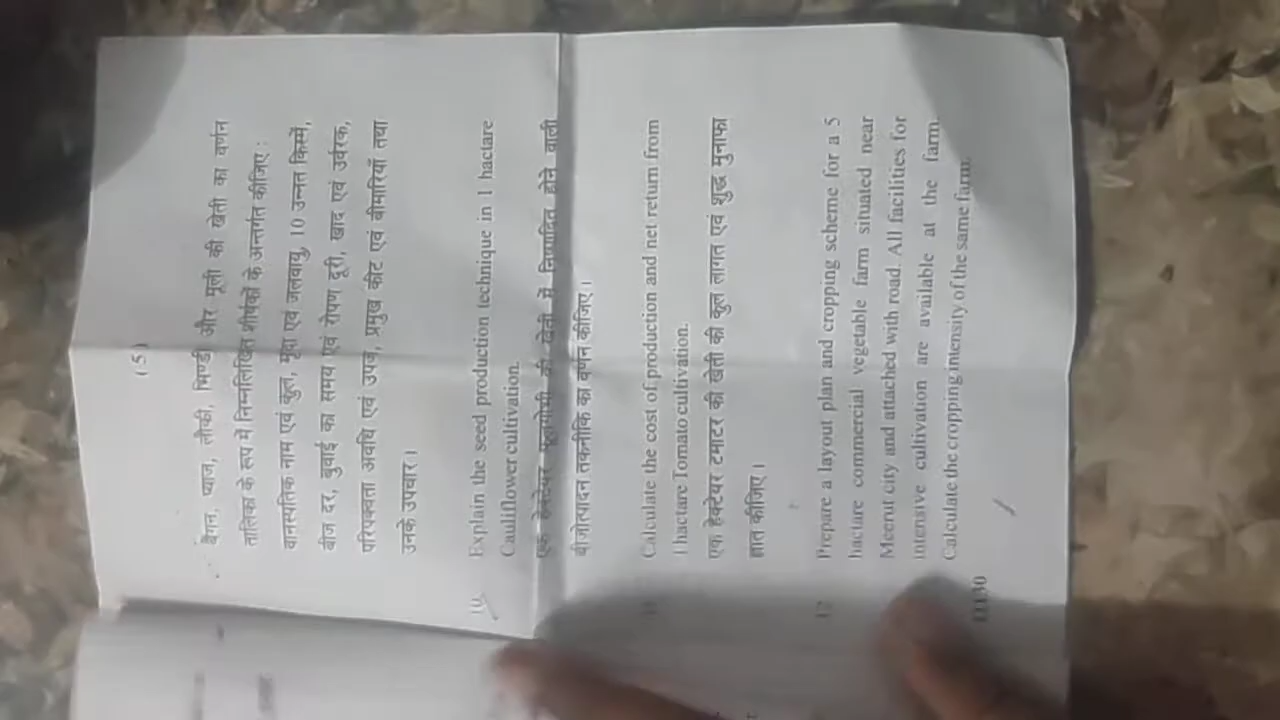 ( 5 )
बैगन, प्याज, लौकी, भिण्डी और मूली की खेती का वर्णन
तालिका के रूप में निम्नलिखित शीर्षकों के अन्तर्गत कीजिए :
वानस्पतिक नाम एवं कुल, मृदा एवं जलवायु, 10 उन्नत किस्में,
बीज दर, बुवाई का समय एवं रोपण दूरी, खाद एवं उर्वरक,
परिपक्वता अवधि एवं उपज, प्रमुख कीट एवं बीमारियाँ तथा
उनके उपचार ।
10. Explain the seed production technique in 1 hactare
Cauliflower cultivation.
एक हेक्टेयर फूलगोभी की खेती में निष्पादित होने वाली
बीजोत्पादन तकनीकि का वर्णन कीजिए ।
11 Calculate the cost of production and net return from
1 hactare Tomato cultivation.
एक हेक्टेयर टमाटर की खेती की कुल लागत एवं शुद्ध मुनाफा
ज्ञात कीजिए ।
12 Prepare a layout plan and cropping scheme for a 5
hactare commercial vegetable farm situated near
Meerut city and attached with road. All facilities for
intensive cultivation are available at the farm.
Calculate the cropping intensity of the same farm.